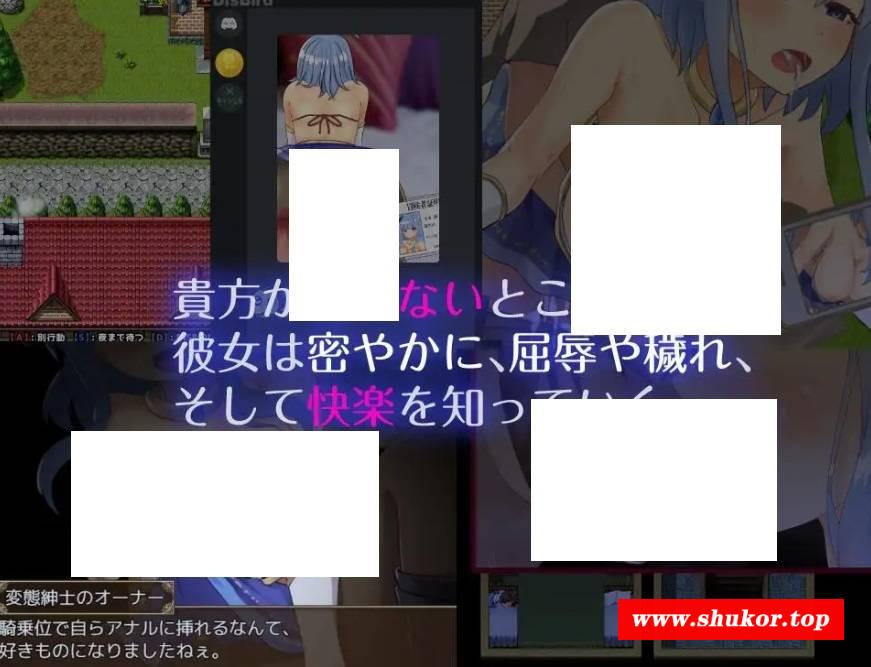 Disbird
貴方が
ないとこ
彼女は密やかに、屈辱や穢れ、
そして快楽を知っていく
[A]:別行動 [S]:夜まで待つ [D]:
変態紳士のオーナー
騎乗位で自らアナルに挿れるなんて、
好きものになりましたねぇ。
www.shukor.top